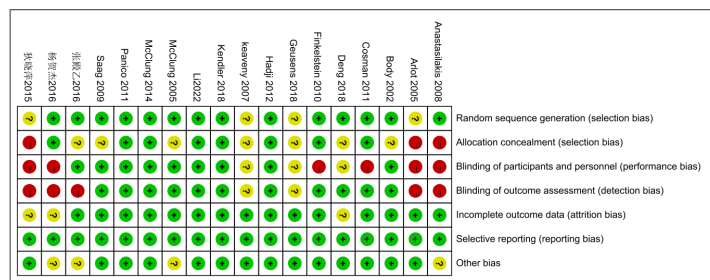 狄晓萍2015
杨贺杰2016
张殿乙2016
Saag 2009
Panico 2011
McClung 2014
McClung 2005
Li2022
Kendler 2018
keaveny 2007
Hadji 2012
Geusens 2018
Finkelstein 2010
Deng 2018
Cosman 2011
Body 2002
Arlot 2005
Anastasilakis 2008
Random sequence generation (selection bias)
Allocation concealment (selection bias)
Blinding of participants and personnel (performance bias)
Blinding of outcome assessment (detection bias)
Incomplete outcome data (attrition bias)
Selective reporting (reporting bias)
Other bias